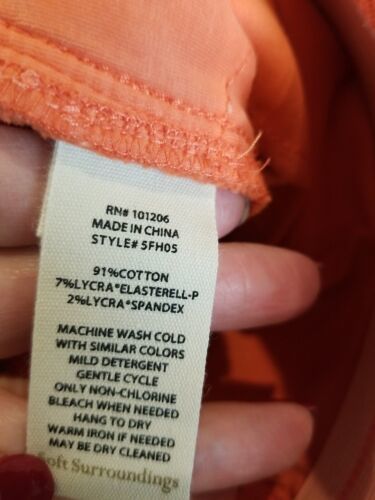 RN# 101206
MADE IN CHINA
STYLE# 5FH05
91%COTTON
7%LYCRA®ELASTERELL-P
2%LYCRA®SPANDEX
MACHINE WASH COLD
WITH SIMILAR COLORS
MILD DETERGENT
GENTLE CYCLE
ONLY NON-CHLORINE
BLEACH WHEN NEEDED
HANG TO DRY
WARM IRON IF NEEDED
MAY BE DRY CLEANED
Soft Surroundings